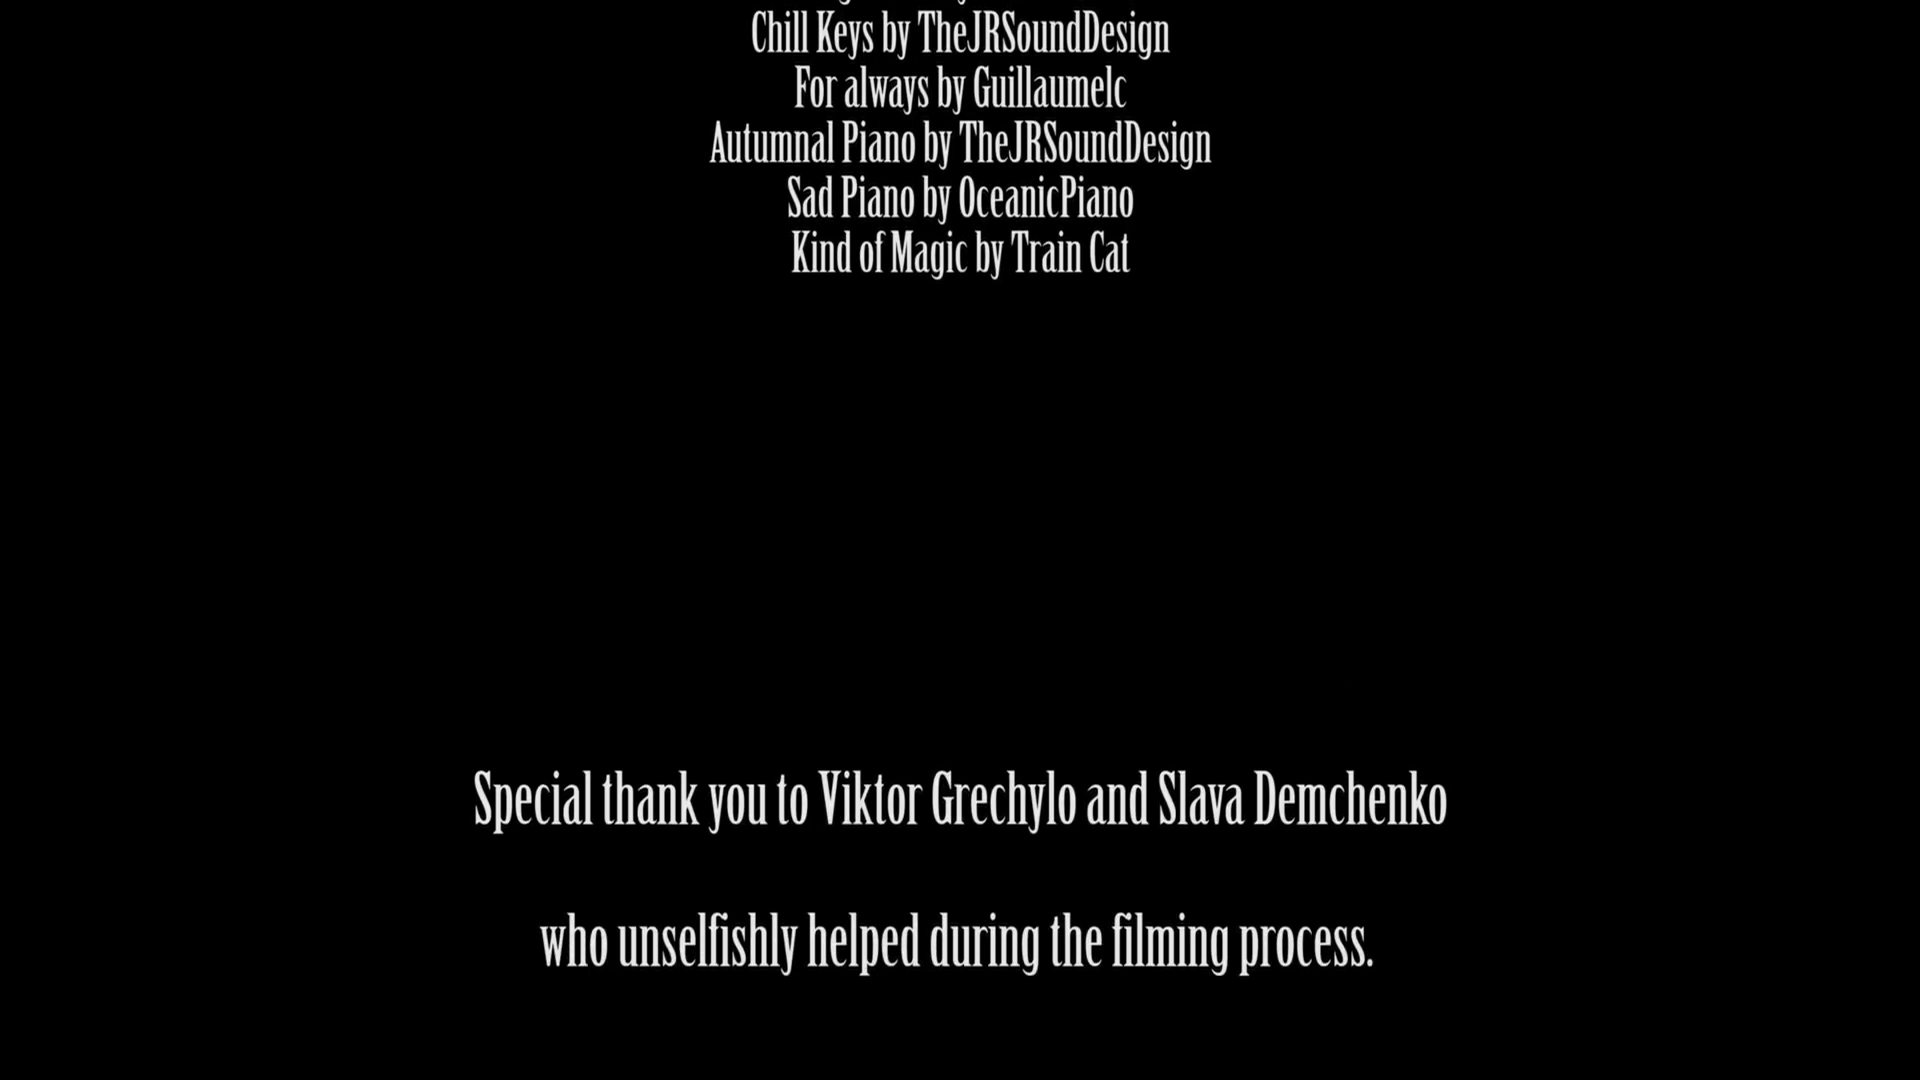 Chill Keys by TheJRSoundDesign
For always by Guillaumelc
Autumnal Piano by TheJRSoundDesign
Sad Piano by OceanicPiano
Kind of Magic by Train Cat
Special thank you to Viktor Grechylo and Slava Demchenko
who unselfishly helped during the filming process.